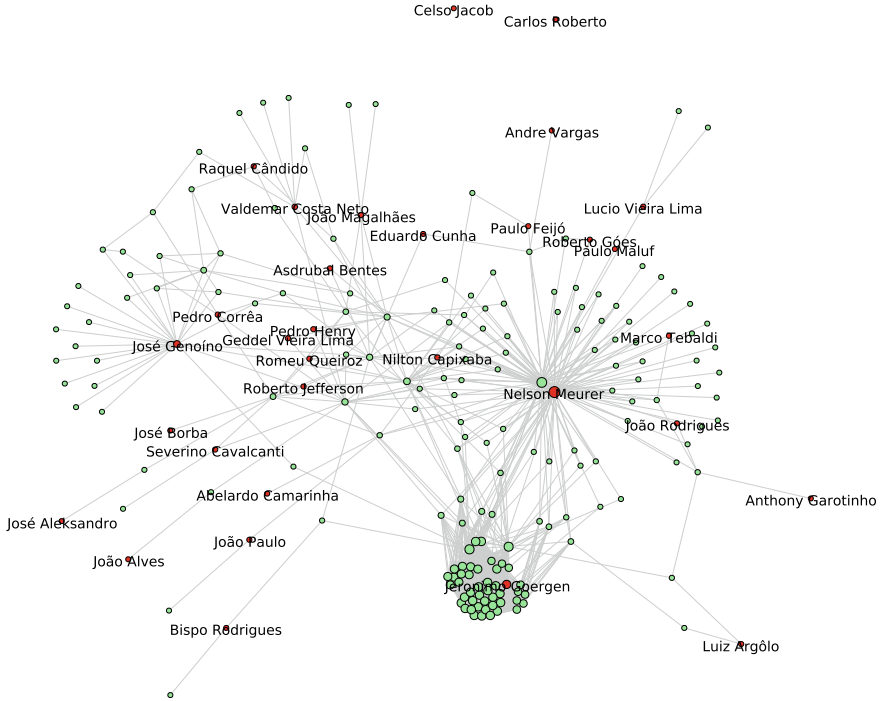 Celso Jacob
Carlos Roberto
Andre Vargas
Raquel Cândido
Valdemar Costa Neto
João Magalhães
Lucio Vieira Lima
Eduardo Cunha
Paulo Feijó
Roberto Góes
Paulo Maluf
Asdrubal Bentes
Pedro Corrêa
Pedro Henry
Geddel Vieira Lima
José Genoíno
Romeu Queiroz
Nilton Capixaba
Marco Tebaldi
Roberto Jefferson
Nelson Meurer
João Rodrigues
José Borba
Severino Cavalcanti
Abelardo Camarinha
Anthony Garotinho
José Aleksandro
João Paulo
João Alves
Jerônimo Goergen
Bispo Rodrigues
Luiz Argôlo